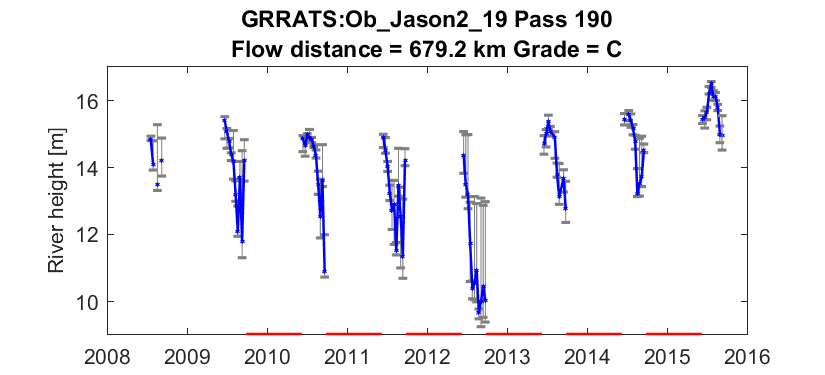 GRRATS:Ob_Jason2_19 Pass 190
Flow distance = 679.2 km Grade = C
River height [m]
16
14
12
10
2008 2009 2010 2011 2012 2013 2014 2015 2016